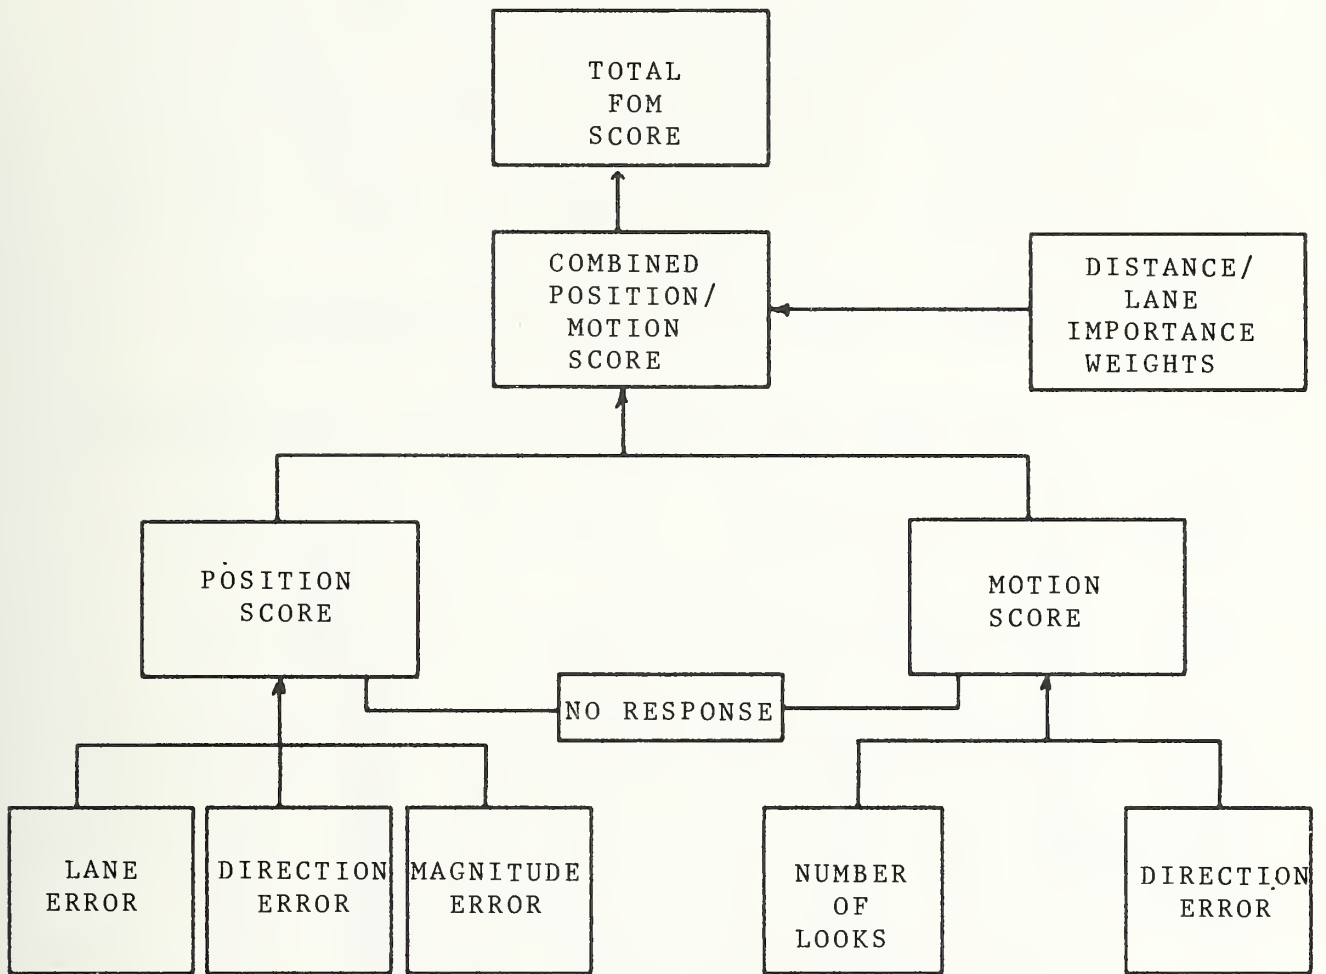 TOTAL
FOM
SCORE
COMBINED
POSITION/
MOTION
SCORE
DISTANCE/
LANE
IMPORTANCE
WEIGHTS
POSITION
SCORE
MOTION
SCORE
NO RESPONSE
LANE
ERROR
DIRECTION
ERROR
MAGNITUDE
ERROR
NUMBER
OF
LOOKS
DIRECTION
ERROR